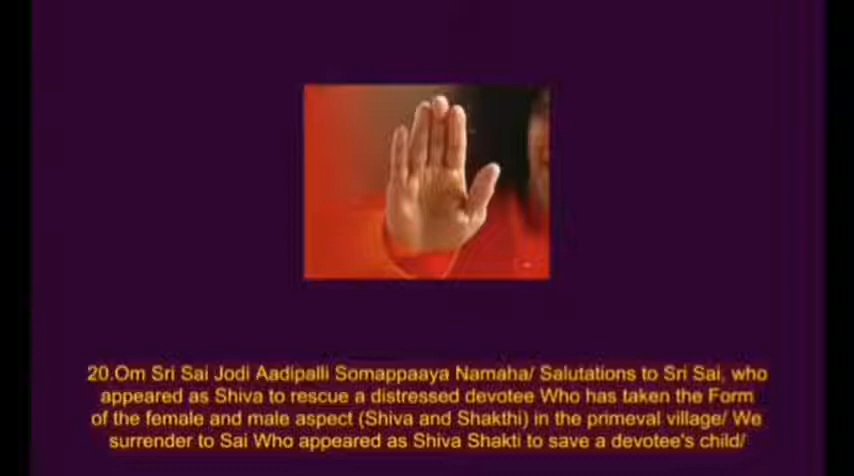 20.Om Sri Sai Jodi Aadipalli Somappaaya Namaha/ Salutations to Sri Sai, who
appeared as Shiva to rescue a distressed devotee Who has taken the Form
of the female and male aspect (Shiva and Shakthi) in the primeval village/ We
surrender to Sai Who appeared as Shiva Shakti to save a devotee's child/